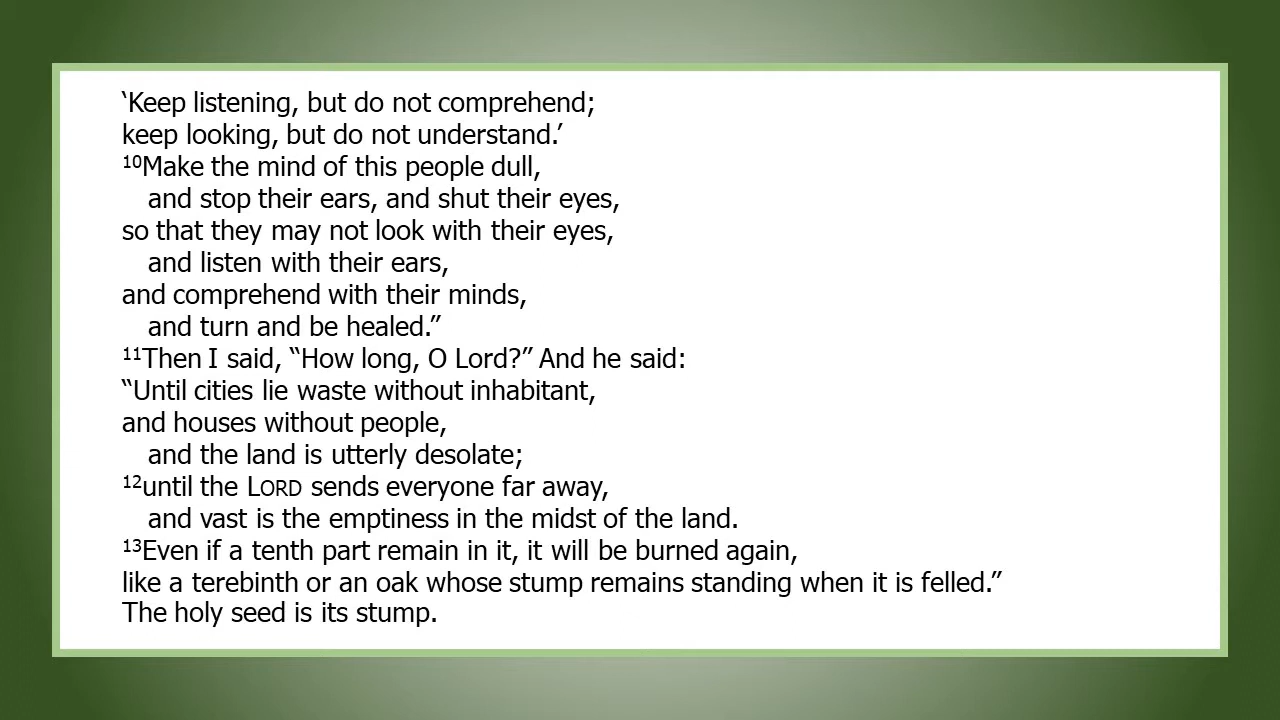 ‘Keep listening, but do not comprehend;
keep looking, but do not understand.’
¹⁰Make the mind of this people dull,
and stop their ears, and shut their eyes,
so that they may not look with their eyes,
and listen with their ears,
and comprehend with their minds,
and turn and be healed.”
¹¹Then I said, “How long, O Lord?” And he said:
“Until cities lie waste without inhabitant,
and houses without people,
and the land is utterly desolate;
¹²until the LORD sends everyone far away,
and vast is the emptiness in the midst of the land.
¹³Even if a tenth part remain in it, it will be burned again,
like a terebinth or an oak whose stump remains standing when it is felled.”
The holy seed is its stump.